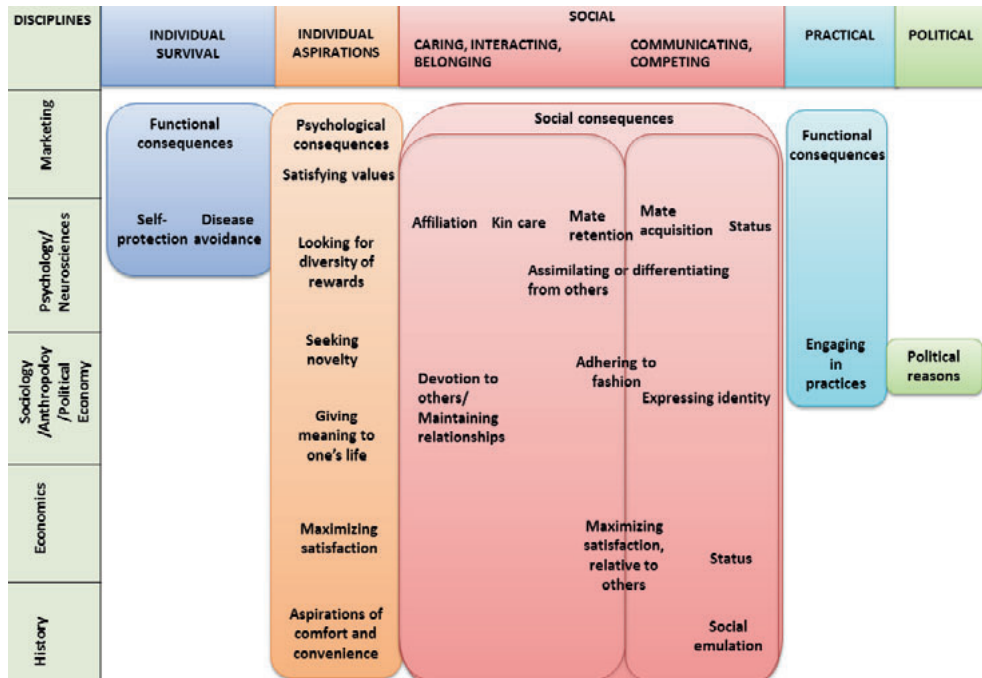 DISCIPLINES
INDIVIDUAL
SURVIVAL
INDIVIDUAL
ASPIRATIONS
SOCIAL
CARING, INTERACTING,
BELONGING
COMMUNICATING,
COMPETING
PRACTICAL
POLITICAL
Marketing
Functional
consequences
Psychological
consequences
Satisfying values
Social consequences
Functional
consequences
Psychology/
Neurosciences
Self-
protection
Disease
avoidance
Looking for
diversity of
rewards
Affiliation
Kin care
Mate
retention
Mate
acquisition
Status
Assimilating or differentiating
from others
Sociology
/Anthropoloy
/Political
Economy
Seeking
novelty
Giving
meaning to
one's life
Devotion to
others/
Maintaining
relationships
Adhering to
fashion
Expressing identity
Engaging
in
practices
Political
reasons
Economics
Maximizing
satisfaction
Maximizing
satisfaction,
relative to
others
Status
History
Aspirations of
comfort and
convenience
Social
emulation